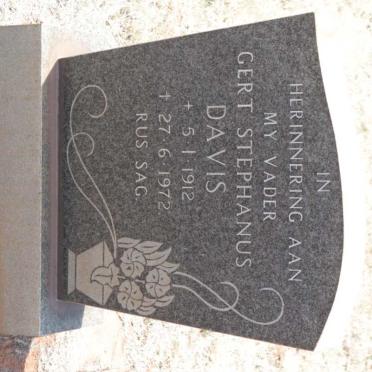 IN
HERINNERING AAN
MY VADER
GERT STEPHANUS
DAVIS
+ 5·1·1912
+ 27·6·1972
RUS SAG.